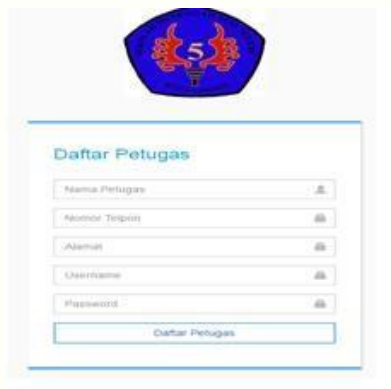 5
Daftar Petugas
Nama Petugas
Nomor Telpon
Alamat
Username
Password
Daftar Petugas